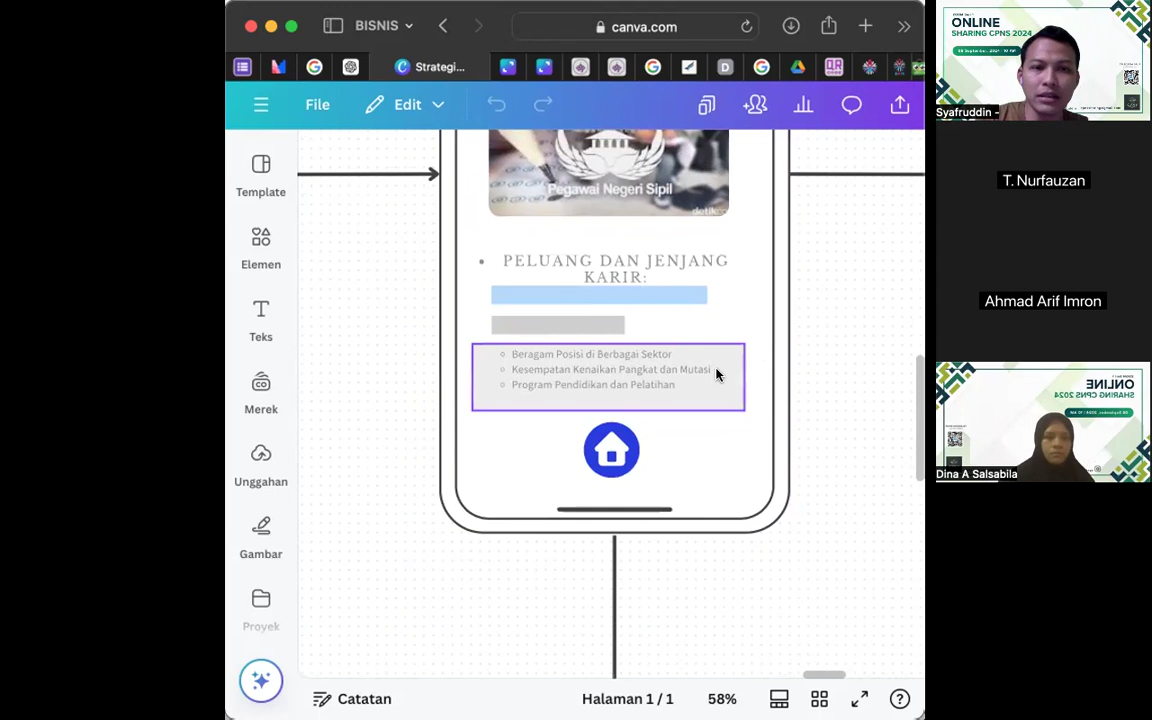 BISNIS
canva.com
Strategi...
File
Edit
Template
Elemen
Teks
Merek
Unggahan
Gambar
Proyek
Pegawai Negeri Sipil
detik
PELUANG DAN JENJANG
KARIR:
Beragam Posisi di Berbagai Sektor
Kesempatan Kenaikan Pangkat dan Mutasi
Program Pendidikan dan Pelatihan
Catatan
Halaman 1 / 1
58%
ONLINE
SHARING CPNS 2024
Syafruddin -
T. Nurfauzan
Ahmad Arif Imron
ONLINE
SHARING CPNS 2024
Dina A Salsabila